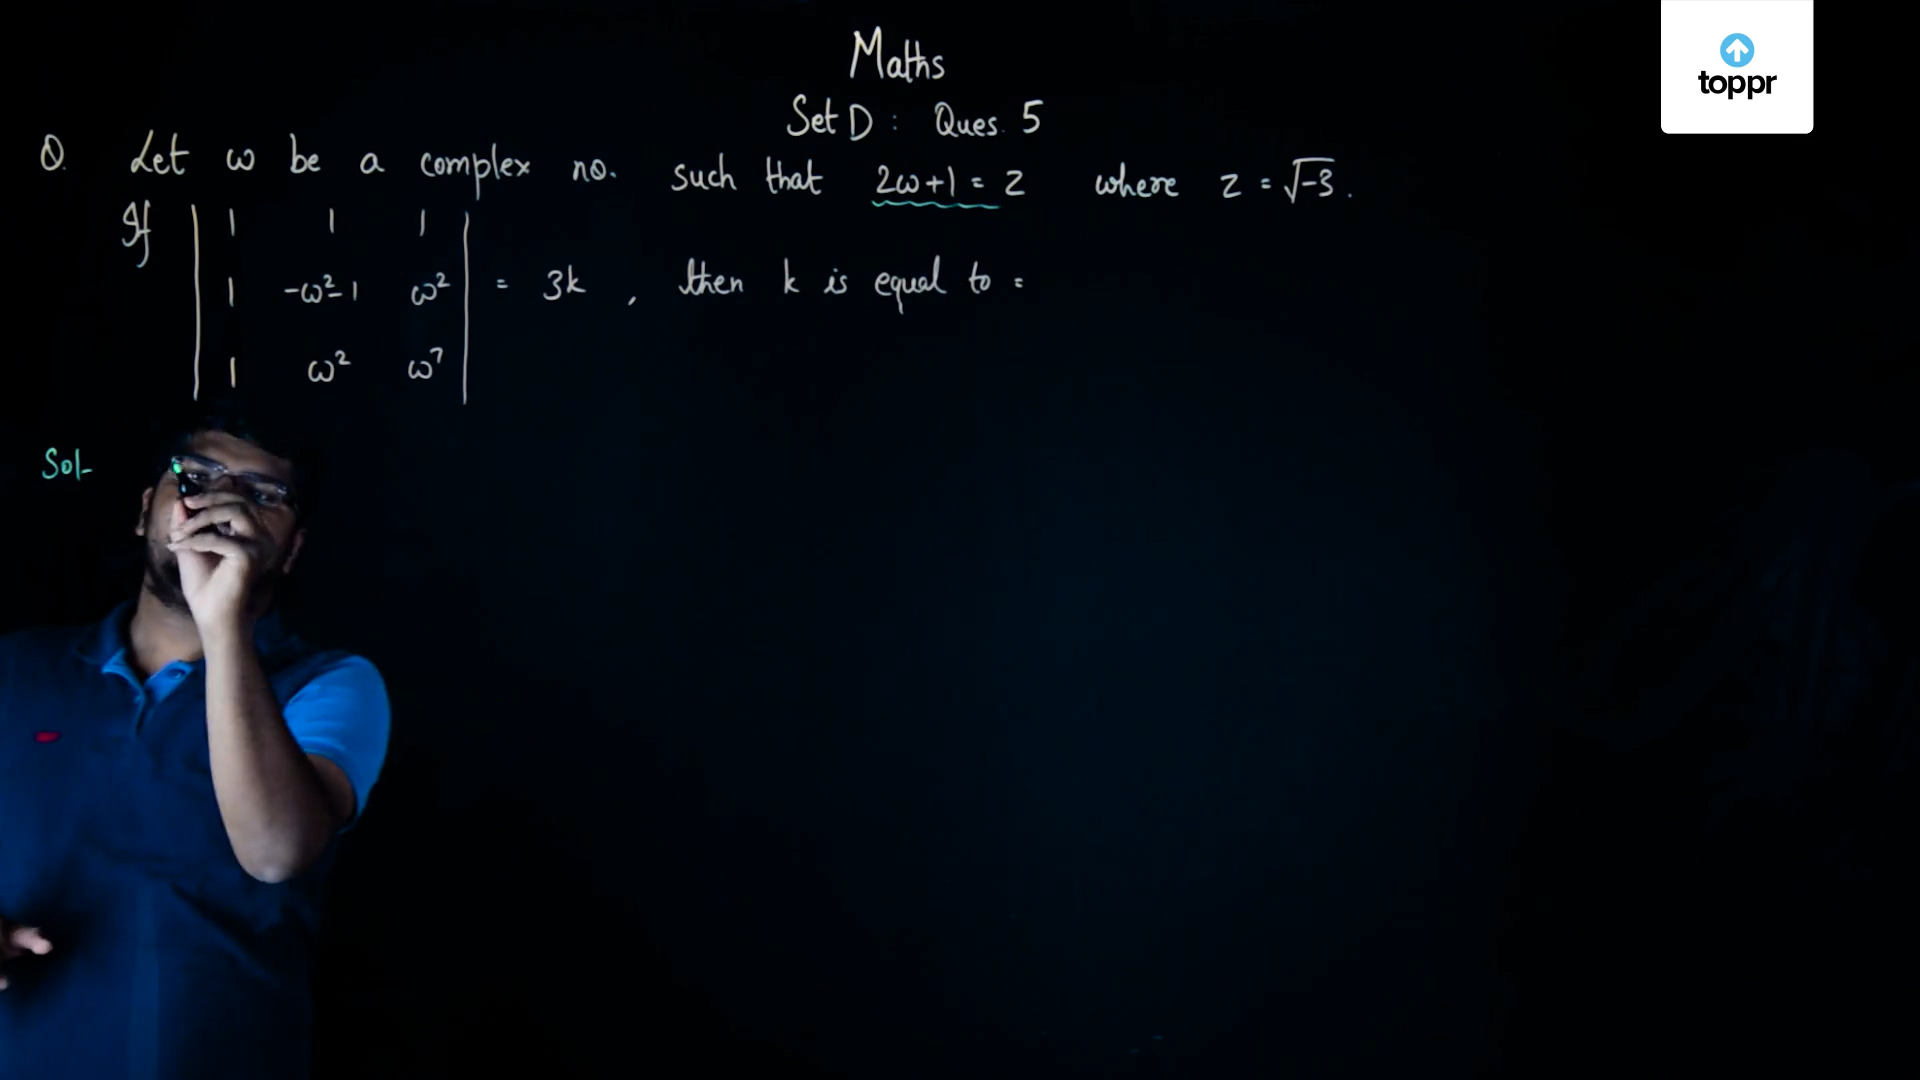 toppr
Maths
Set D : Ques. 5
Q. Let ω be a complex no. such that 2ω+1 = z where z = √-3.
If | 1 1 1 |
| 1 -ω²-1 ω² | = 3k , then k is equal to =
| 1 ω² ω⁷ |
Sol-